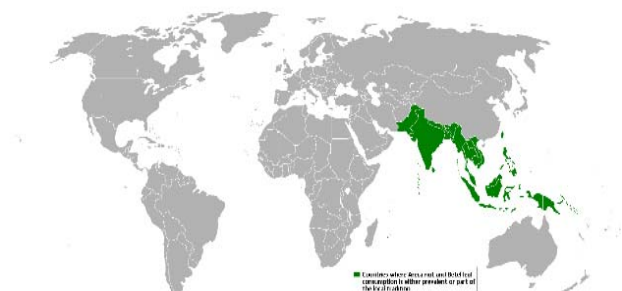 Countries where Areca nut and Betel leaf
consumption is either prevalent or part of
the local tradition